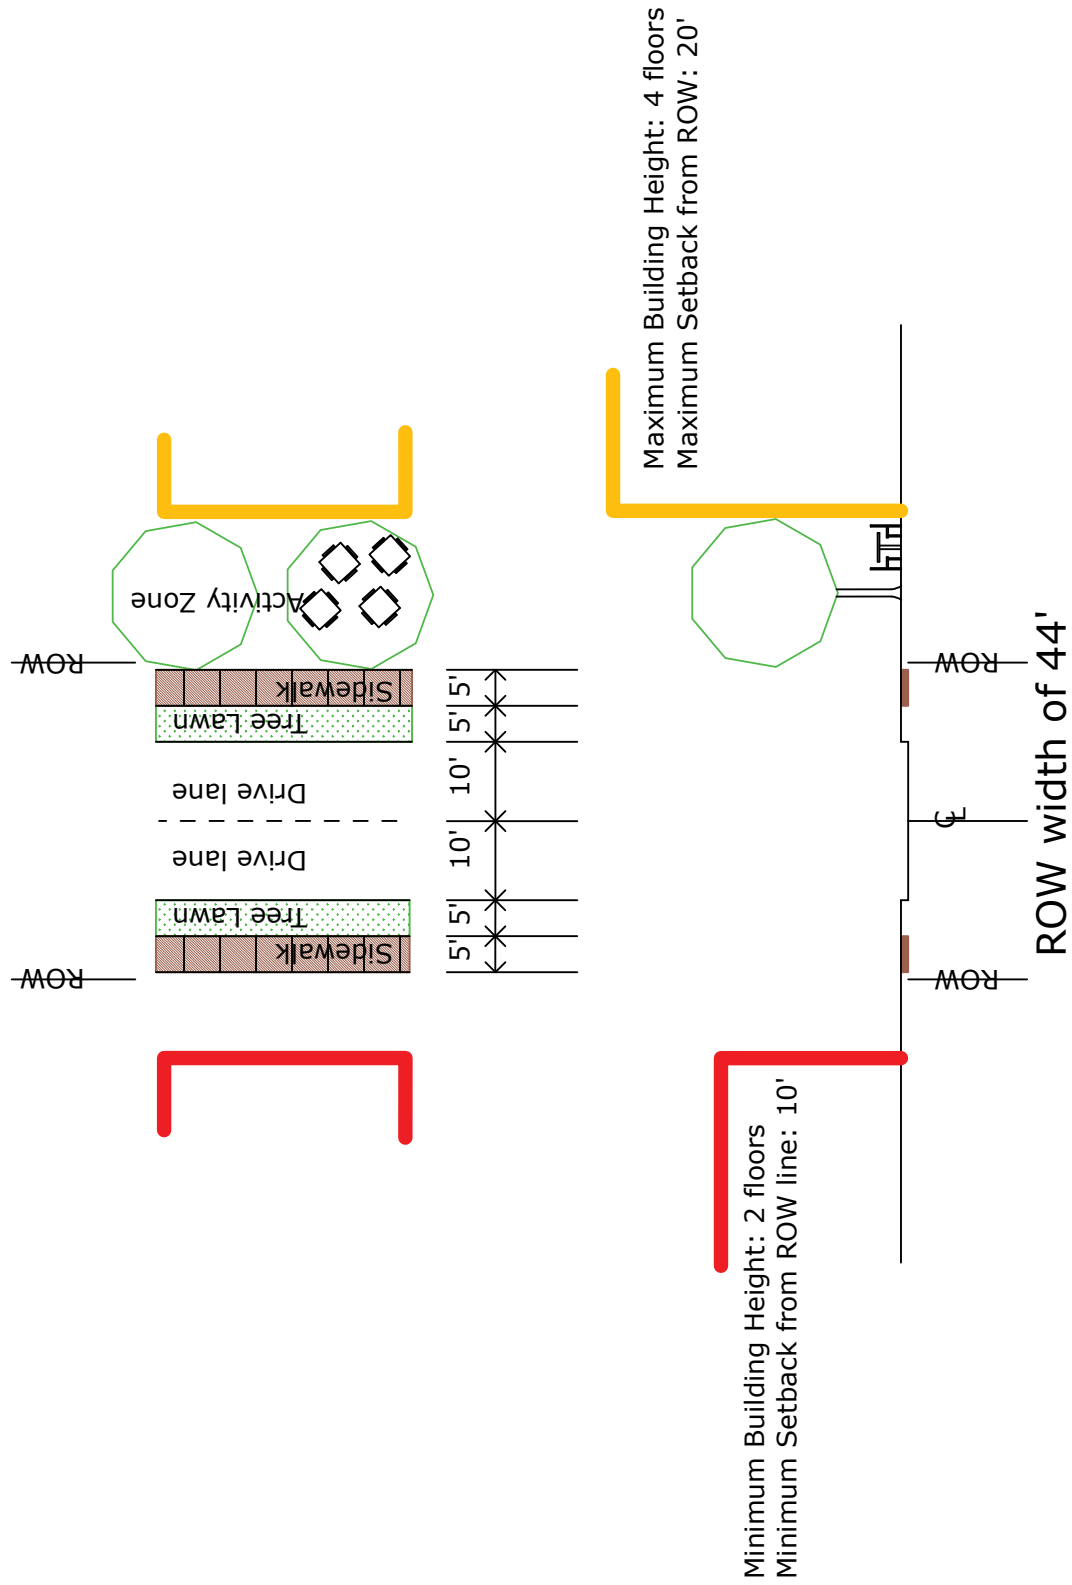 Maximum Building Height: 4 floors
Maximum Setback from ROW: 20'
Activity Zone
ROW
ROW
Sidewalk
5'
Tree Lawn
5'
Drive lane
10'
Drive lane
10'
CL
Tree Lawn
5'
Sidewalk
5'
ROW
ROW
ROW width of 44'
Minimum Building Height: 2 floors
Minimum Setback from ROW line: 10'